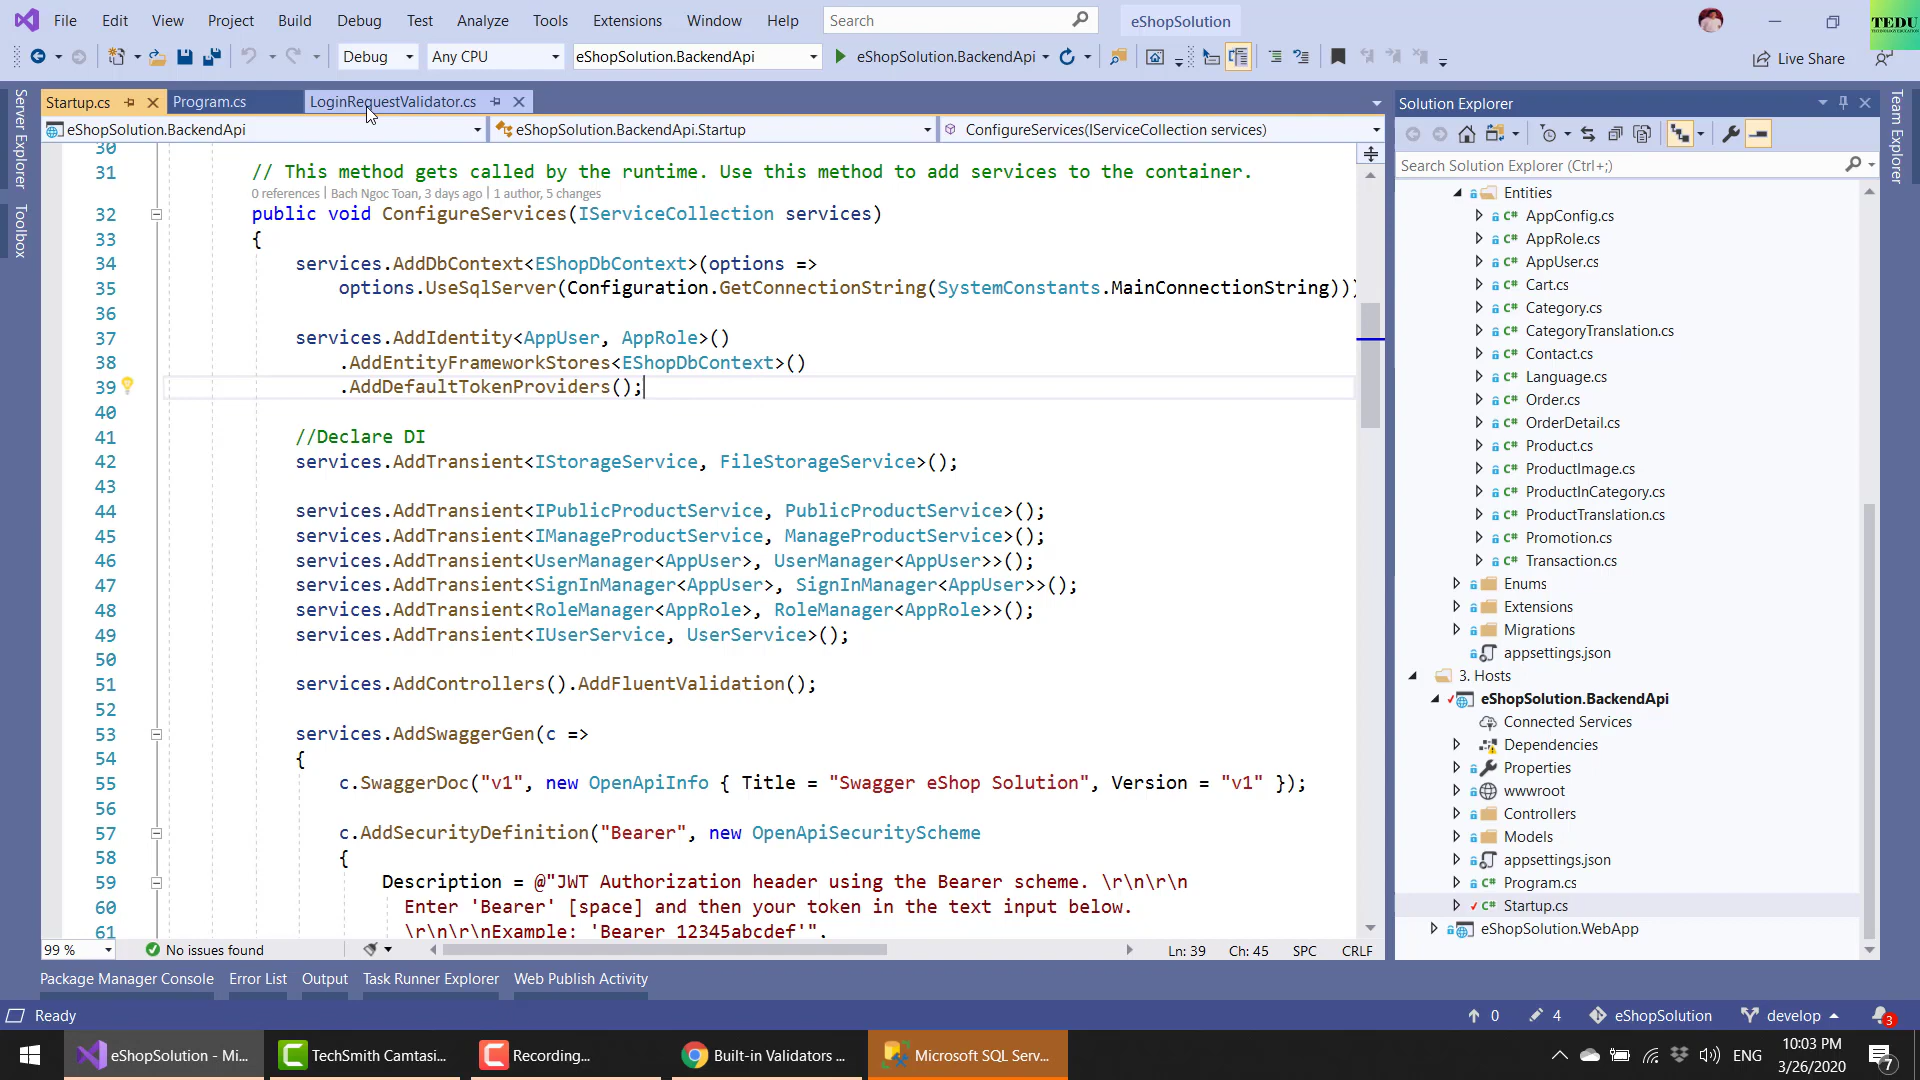 File Edit View Project Build Debug Test Analyze Tools Extensions Window Help Search eShopSolution
TEDU
Debug Any CPU eShopSolution.BackendApi eShopSolution.BackendApi Live Share
Server Explorer
Toolbox
Startup.cs Program.cs LoginRequestValidator.cs
eShopSolution.BackendApi eShopSolution.BackendApi.Startup ConfigureServices(IServiceCollection services)
30
31 // This method gets called by the runtime. Use this method to add services to the container.
0 references | Bach Ngoc Toan, 3 days ago | 1 author, 5 changes
32 public void ConfigureServices(IServiceCollection services)
33 {
34 services.AddDbContext<EShopDbContext>(options =>
35 options.UseSqlServer(Configuration.GetConnectionString(SystemConstants.MainConnectionString))
36
37 services.AddIdentity<AppUser, AppRole>()
38 .AddEntityFrameworkStores<EShopDbContext>()
39 .AddDefaultTokenProviders();
40
41 //Declare DI
42 services.AddTransient<IStorageService, FileStorageService>();
43
44 services.AddTransient<IPublicProductService, PublicProductService>();
45 services.AddTransient<IManageProductService, ManageProductService>();
46 services.AddTransient<UserManager<AppUser>, UserManager<AppUser>>();
47 services.AddTransient<SignInManager<AppUser>, SignInManager<AppUser>>();
48 services.AddTransient<RoleManager<AppRole>, RoleManager<AppRole>>();
49 services.AddTransient<IUserService, UserService>();
50
51 services.AddControllers().AddFluentValidation();
52
53 services.AddSwaggerGen(c =>
54 {
55 c.SwaggerDoc("v1", new OpenApiInfo { Title = "Swagger eShop Solution", Version = "v1" });
56
57 c.AddSecurityDefinition("Bearer", new OpenApiSecurityScheme
58 {
59 Description = @"JWT Authorization header using the Bearer scheme. \r\n\r\n
60 Enter 'Bearer' [space] and then your token in the text input below.
61 \r\n\r\nExample: 'Bearer 12345abcdef'",
99 % No issues found Ln: 39 Ch: 45 SPC CRLF
Solution Explorer
Search Solution Explorer (Ctrl+;)
Entities
C# AppConfig.cs
C# AppRole.cs
C# AppUser.cs
C# Cart.cs
C# Category.cs
C# CategoryTranslation.cs
C# Contact.cs
C# Language.cs
C# Order.cs
C# OrderDetail.cs
C# Product.cs
C# ProductImage.cs
C# ProductInCategory.cs
C# ProductTranslation.cs
C# Promotion.cs
C# Transaction.cs
Enums
Extensions
Migrations
appsettings.json
3. Hosts
eShopSolution.BackendApi
Connected Services
Dependencies
Properties
wwwroot
Controllers
Models
appsettings.json
C# Program.cs
C# Startup.cs
eShopSolution.WebApp
Team Explorer
Package Manager Console Error List Output Task Runner Explorer Web Publish Activity
Ready 0 4 eShopSolution develop 3
eShopSolution - Mi... TechSmith Camtasi... Recording... Built-in Validators ... Microsoft SQL Serv... ENG 10:03 PM
3/26/2020 7